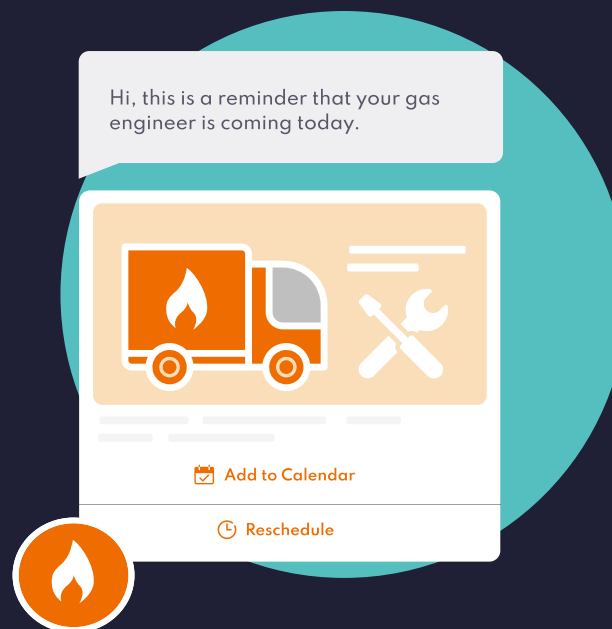 Hi, this is a reminder that your gas
engineer is coming today.
Add to Calendar
Reschedule